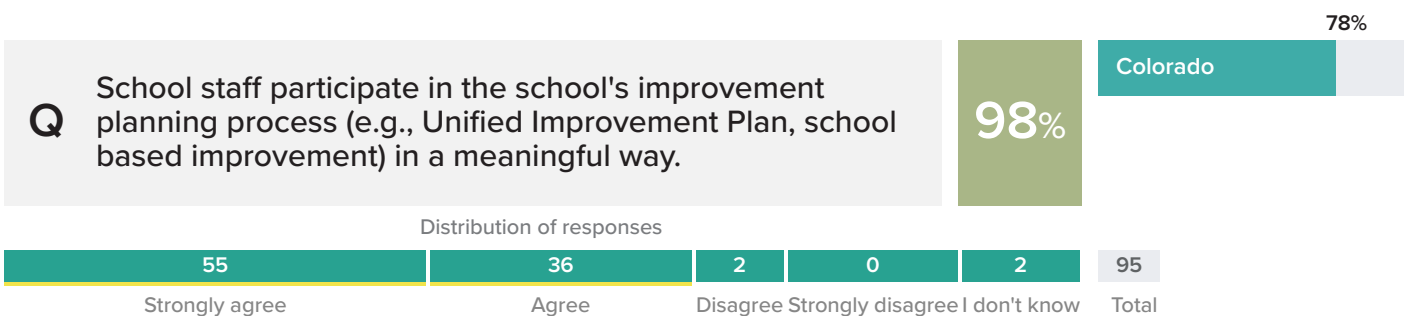 78%
Q
School staff participate in the school's improvement
planning process (e.g., Unified Improvement Plan, school
based improvement) in a meaningful way.
98%
Colorado
Distribution of responses
55 36 2 0 2 95
Strongly agree Agree Disagree Strongly disagree I don't know Total